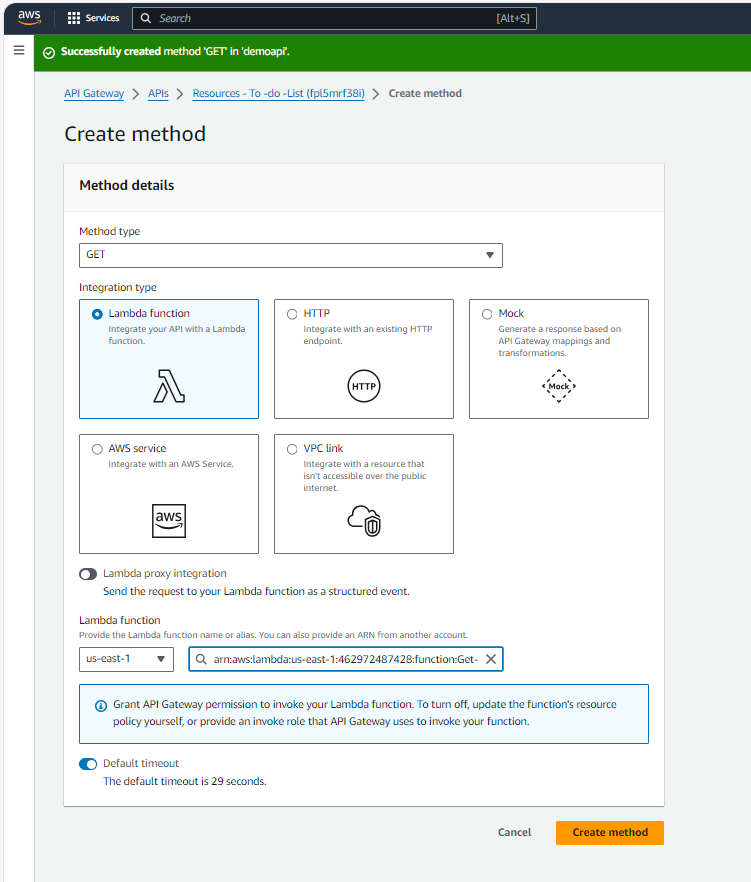 aws
Services
Search
[Alt+S]
Successfully created method 'GET' in 'demoapi'.
API Gateway
APIs
Resources - To -do -List (fpl5mrf38i)
Create method
Create method
Method details
Method type
GET
Integration type
Lambda function
Integrate your API with a Lambda
function.
HTTP
Integrate with an existing HTTP
endpoint.
HTTP
Mock
Generate a response based on
API Gateway mappings and
transformations.
Mock
AWS service
Integrate with an AWS Service.
aws
VPC link
Integrate with a resource that
isn't accessible over the public
internet.
Lambda proxy integration
Send the request to your Lambda function as a structured event.
Lambda function
Provide the Lambda function name or alias. You can also provide an ARN from another account.
us-east-1
arn:aws:lambda:us-east-1:462972487428:function:Get-
Grant API Gateway permission to invoke your Lambda function. To turn off, update the function's resource
policy yourself, or provide an invoke role that API Gateway uses to invoke your function.
Default timeout
The default timeout is 29 seconds.
Cancel
Create method